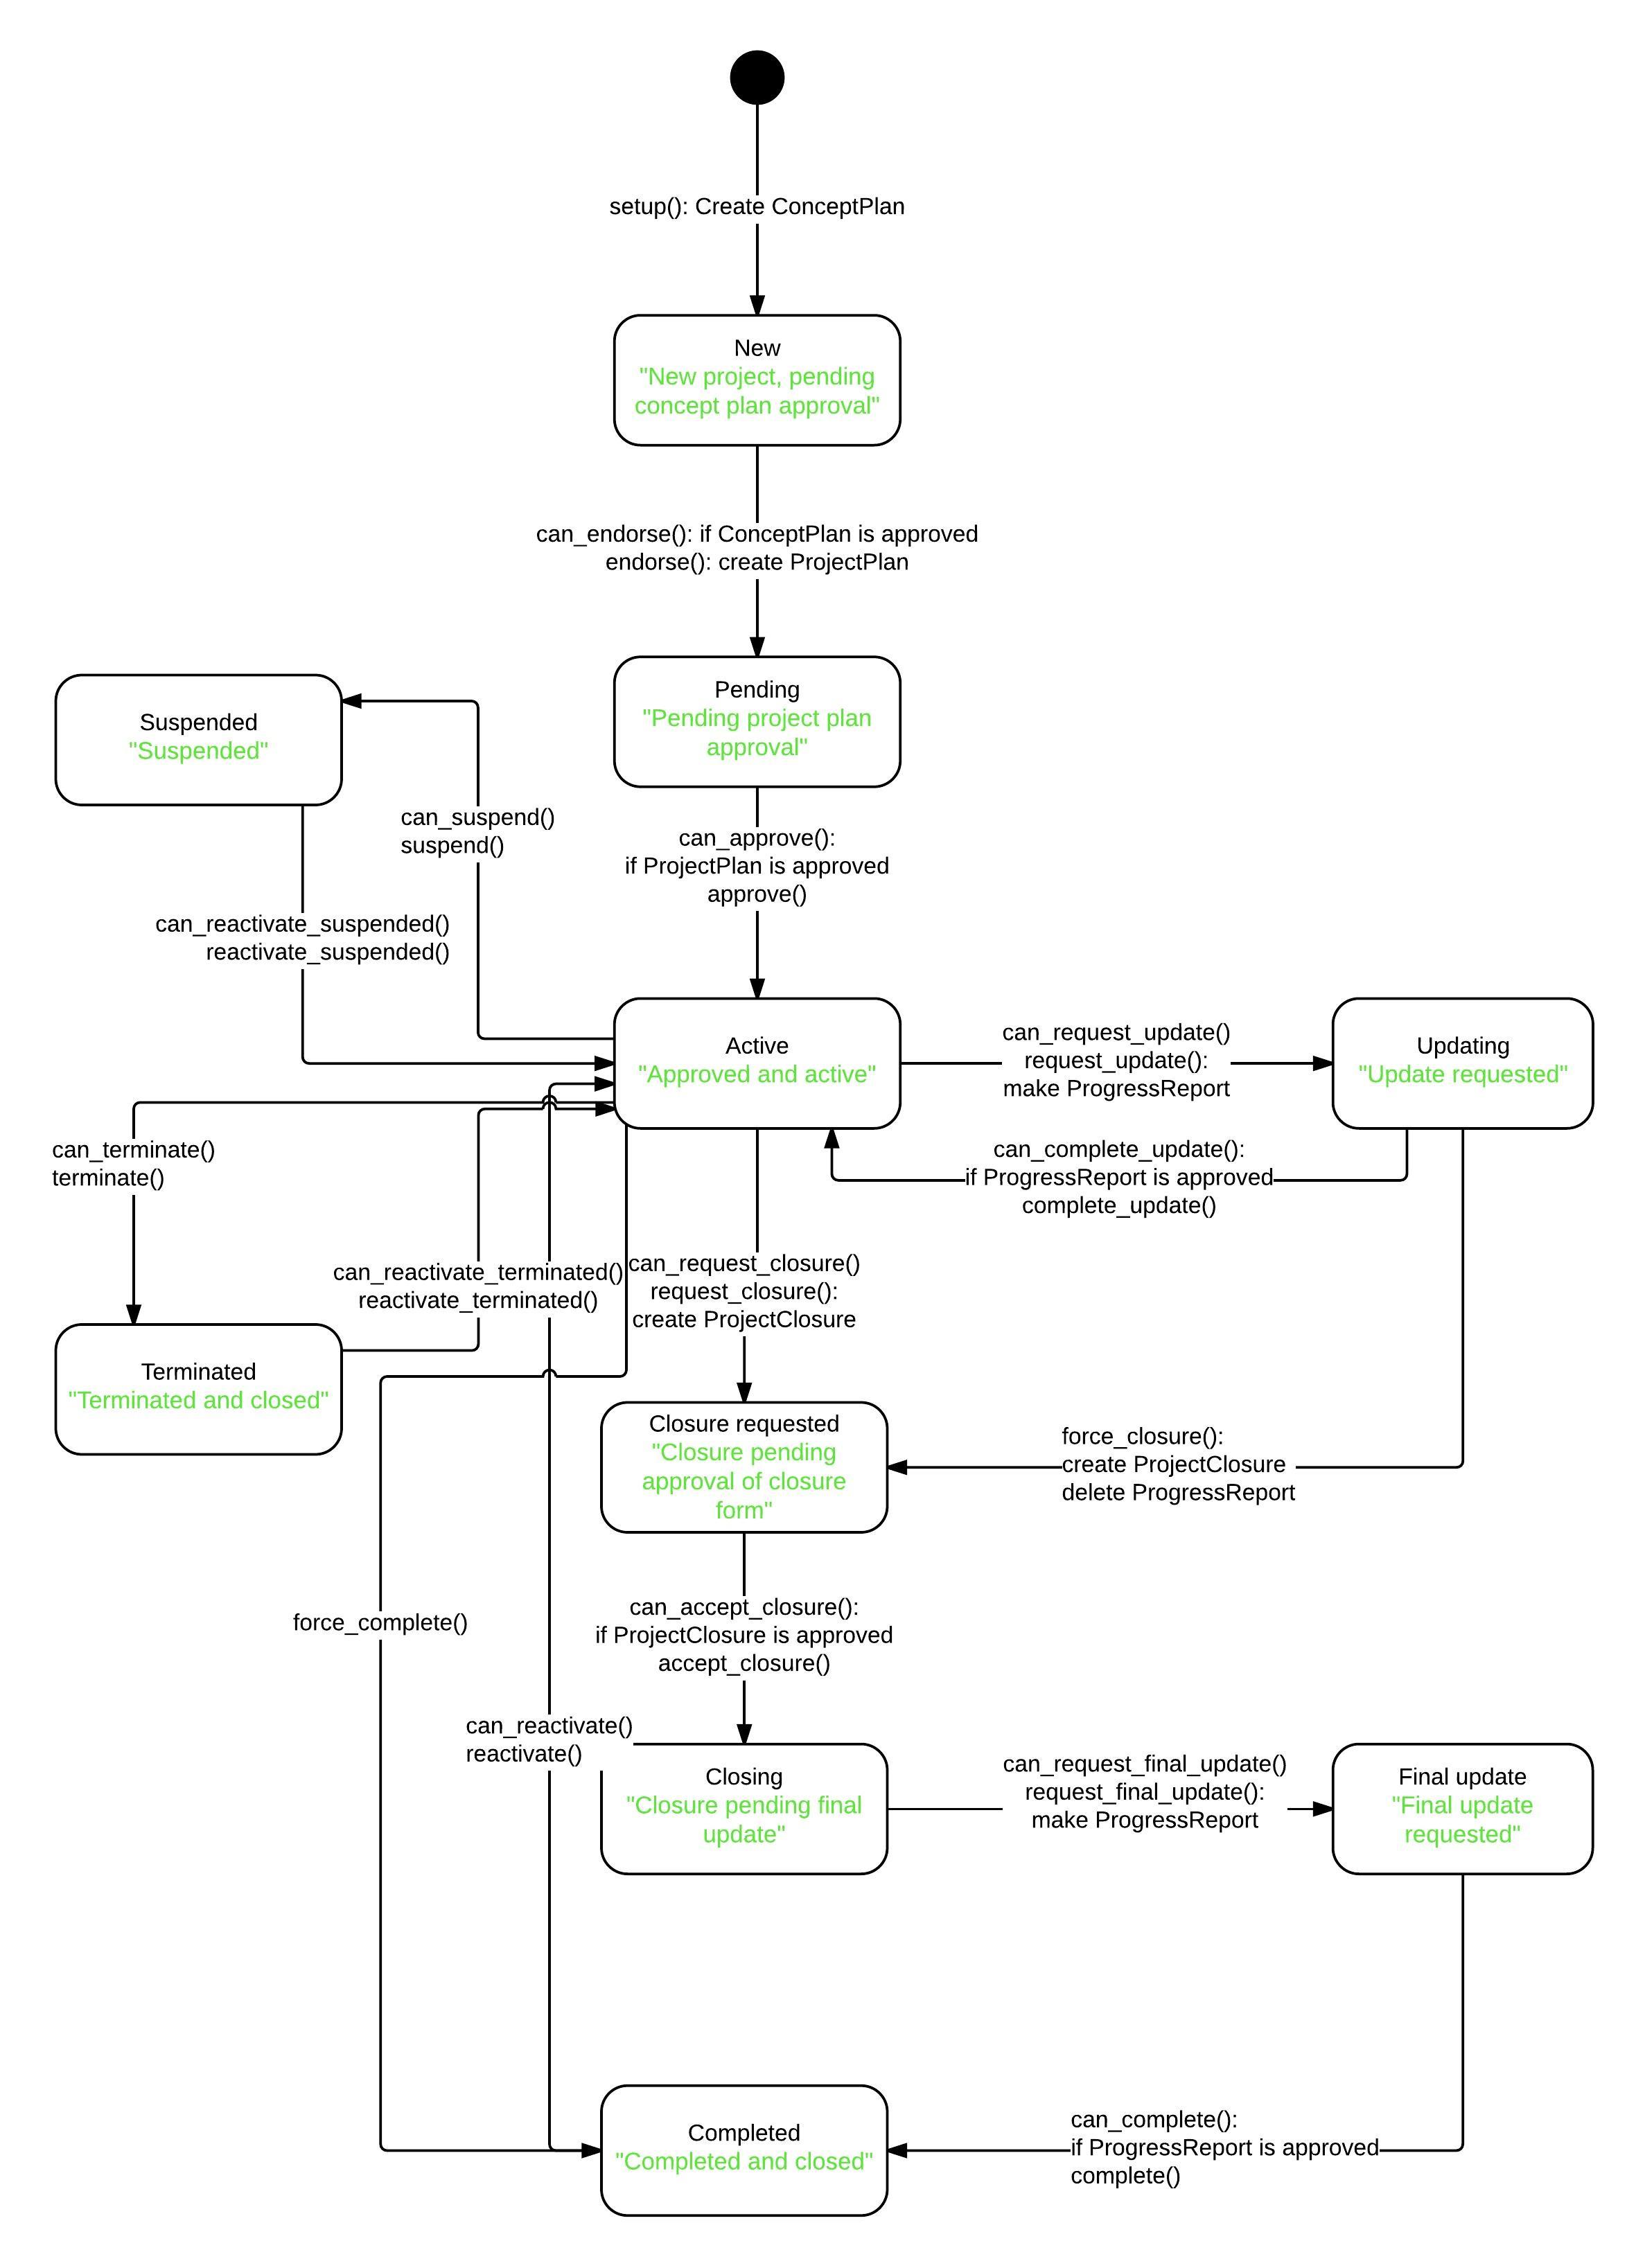 setup(): Create ConceptPlan
New
"New project, pending
concept plan approval"
can_endorse(): if ConceptPlan is approved
endorse(): create ProjectPlan
Pending
"Pending project plan
approval"
Suspended
"Suspended"
can_suspend()
suspend()
can_approve():
if ProjectPlan is approved
approve()
can_reactivate_suspended()
reactivate_suspended()
Active
"Approved and active"
can_request_update()
request_update():
make ProgressReport
Updating
"Update requested"
can_terminate()
terminate()
can_complete_update():
if ProgressReport is approved
complete_update()
can_reactivate_terminated()
reactivate_terminated()
can_request_closure()
request_closure():
create ProjectClosure
Terminated
"Terminated and closed"
Closure requested
"Closure pending
approval of closure
form"
force_closure():
create ProjectClosure
delete ProgressReport
force_complete()
can_accept_closure():
if ProjectClosure is approved
accept_closure()
can_reactivate()
reactivate()
Closing
"Closure pending final
update"
can_request_final_update()
request_final_update():
make ProgressReport
Final update
"Final update
requested"
Completed
"Completed and closed"
can_complete():
if ProgressReport is approved
complete()